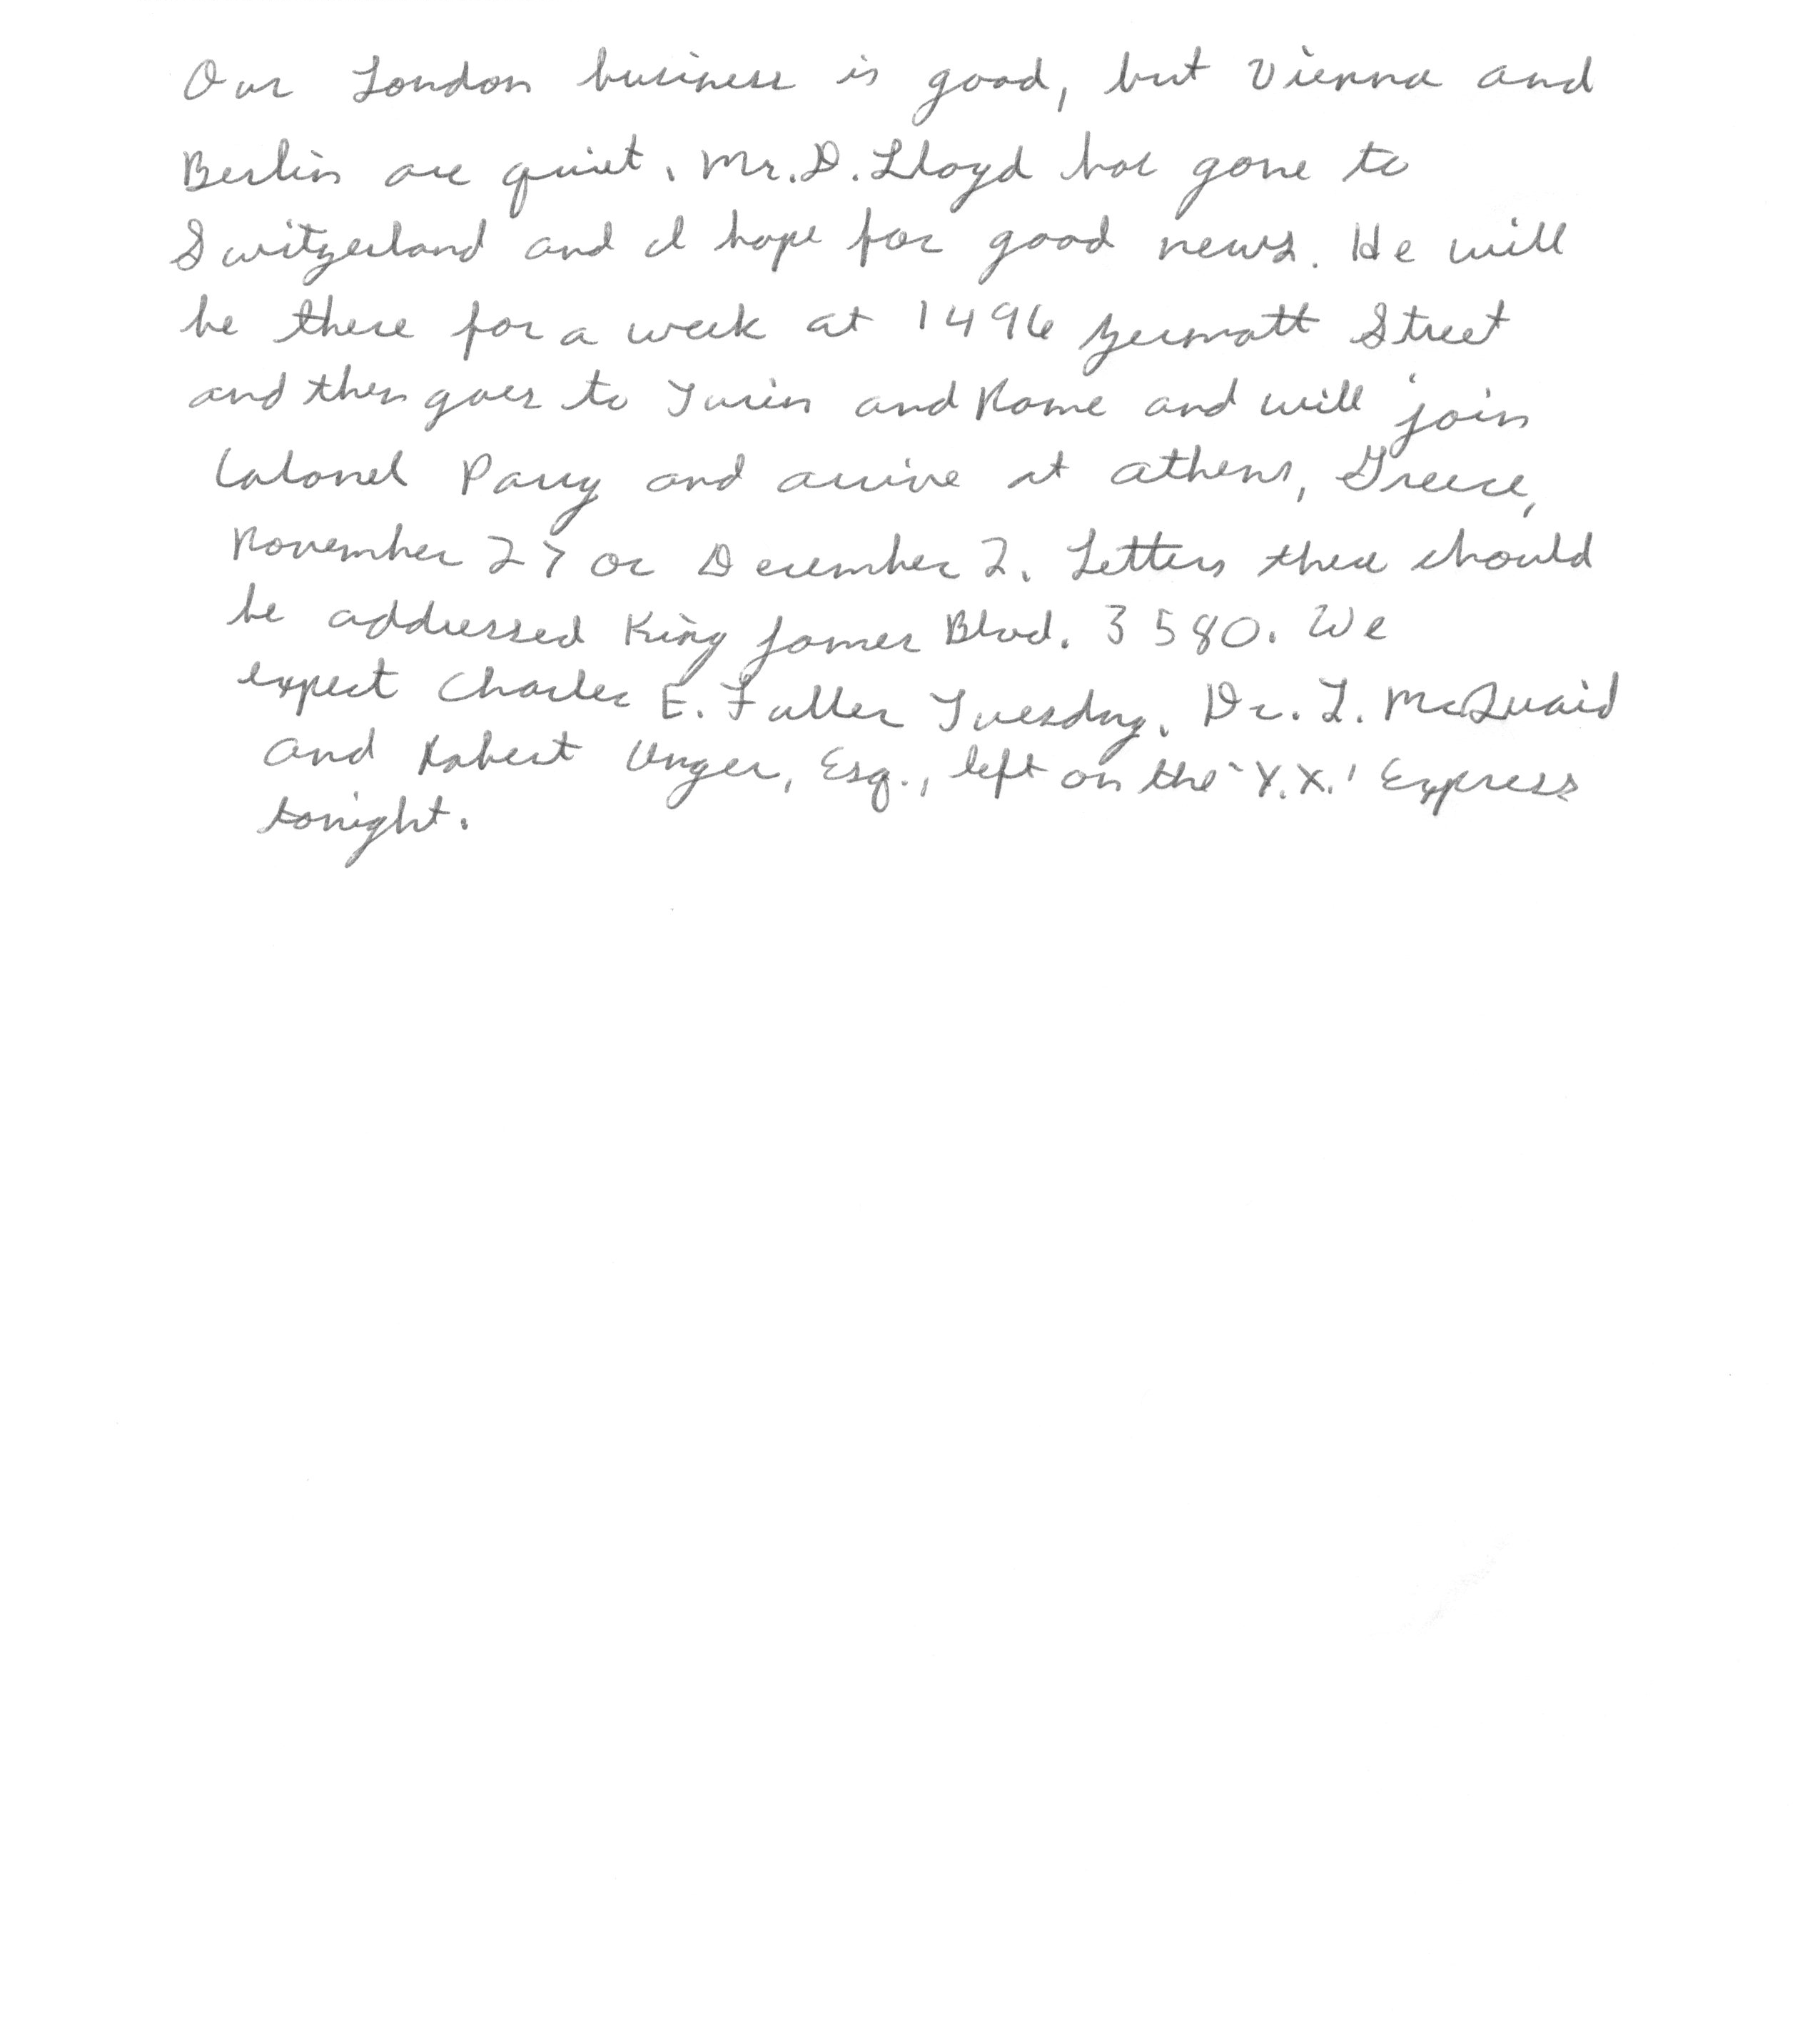 Our London business is good, but Vienna and
Berlin are quiet. Mr. D. Lloyd has gone to
Switzerland and I hope for good news. He will
be there for a week at 1496 Zermott Street
and then goes to Turin and Rome and will join
Colonel Parry and arrive at Athens, Greece,
November 27 or December 2. Letters there should
be addressed King James Blvd. 3580. We
expect Charles E. Fuller Tuesday. Dr. L. McQuaid
and Robert Unger, Esq., left on the 'Y.X.' Express
tonight.